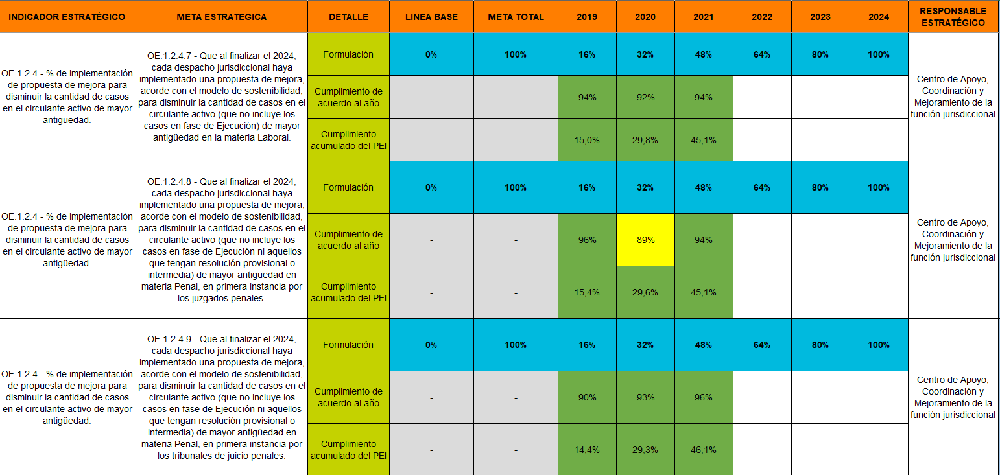 INDICADOR ESTRATÉGICO
META ESTRATEGICA
DETALLE
LINEA BASE
META TOTAL
2019
2020
2021
2022
2023
2024
RESPONSABLE
ESTRATÉGICO
OE.1.2.4 - % de implementación
de propuesta de mejora para
disminuir la cantidad de casos
en el circulante activo de mayor
antigüedad.
OE.1.2.4.7 - Que al finalizar el 2024,
cada despacho jurisdiccional haya
implementado una propuesta de mejora,
acorde con el modelo de sostenibilidad,
para disminuir la cantidad de casos en el
circulante activo (que no incluye los
casos en fase de Ejecución) de mayor
antigüedad en la materia Laboral.
Formulación
0%
100%
16%
32%
48%
64%
80%
100%
Cumplimiento de
acuerdo al año
-
-
94%
92%
94%
Cumplimiento
acumulado del PEI
-
-
15,0%
29,8%
45,1%
Centro de Apoyo,
Coordinación y
Mejoramiento de la
función jurisdiccional
OE.1.2.4 - % de implementación
de propuesta de mejora para
disminuir la cantidad de casos
en el circulante activo de mayor
antigüedad.
OE.1.2.4.8 - Que al finalizar el 2024,
cada despacho jurisdiccional haya
implementado una propuesta de mejora,
acorde con el modelo de sostenibilidad,
para disminuir la cantidad de casos en el
circulante activo (que no incluye los
casos en fase de Ejecución ni aquellos
que tengan resolución provisional o
intermedia) de mayor antigüedad en
materia Penal, en primera instancia por
los juzgados penales.
Formulación
0%
100%
16%
32%
48%
64%
80%
100%
Cumplimiento de
acuerdo al año
-
-
96%
89%
94%
Cumplimiento
acumulado del PEI
-
-
15,4%
29,6%
45,1%
Centro de Apoyo,
Coordinación y
Mejoramiento de la
función jurisdiccional
OE.1.2.4 - % de implementación
de propuesta de mejora para
disminuir la cantidad de casos
en el circulante activo de mayor
antigüedad.
OE.1.2.4.9 - Que al finalizar el 2024,
cada despacho jurisdiccional haya
implementado una propuesta de mejora,
acorde con el modelo de sostenibilidad,
para disminuir la cantidad de casos en el
circulante activo (que no incluye los
casos en fase de Ejecución ni aquellos
que tengan resolución provisional o
intermedia) de mayor antigüedad en
materia Penal, en primera instancia por
los tribunales de juicio penales.
Formulación
0%
100%
16%
32%
48%
64%
80%
100%
Cumplimiento de
acuerdo al año
-
-
90%
93%
96%
Cumplimiento
acumulado del PEI
-
-
14,4%
29,3%
46,1%
Centro de Apoyo,
Coordinación y
Mejoramiento de la
función jurisdiccional